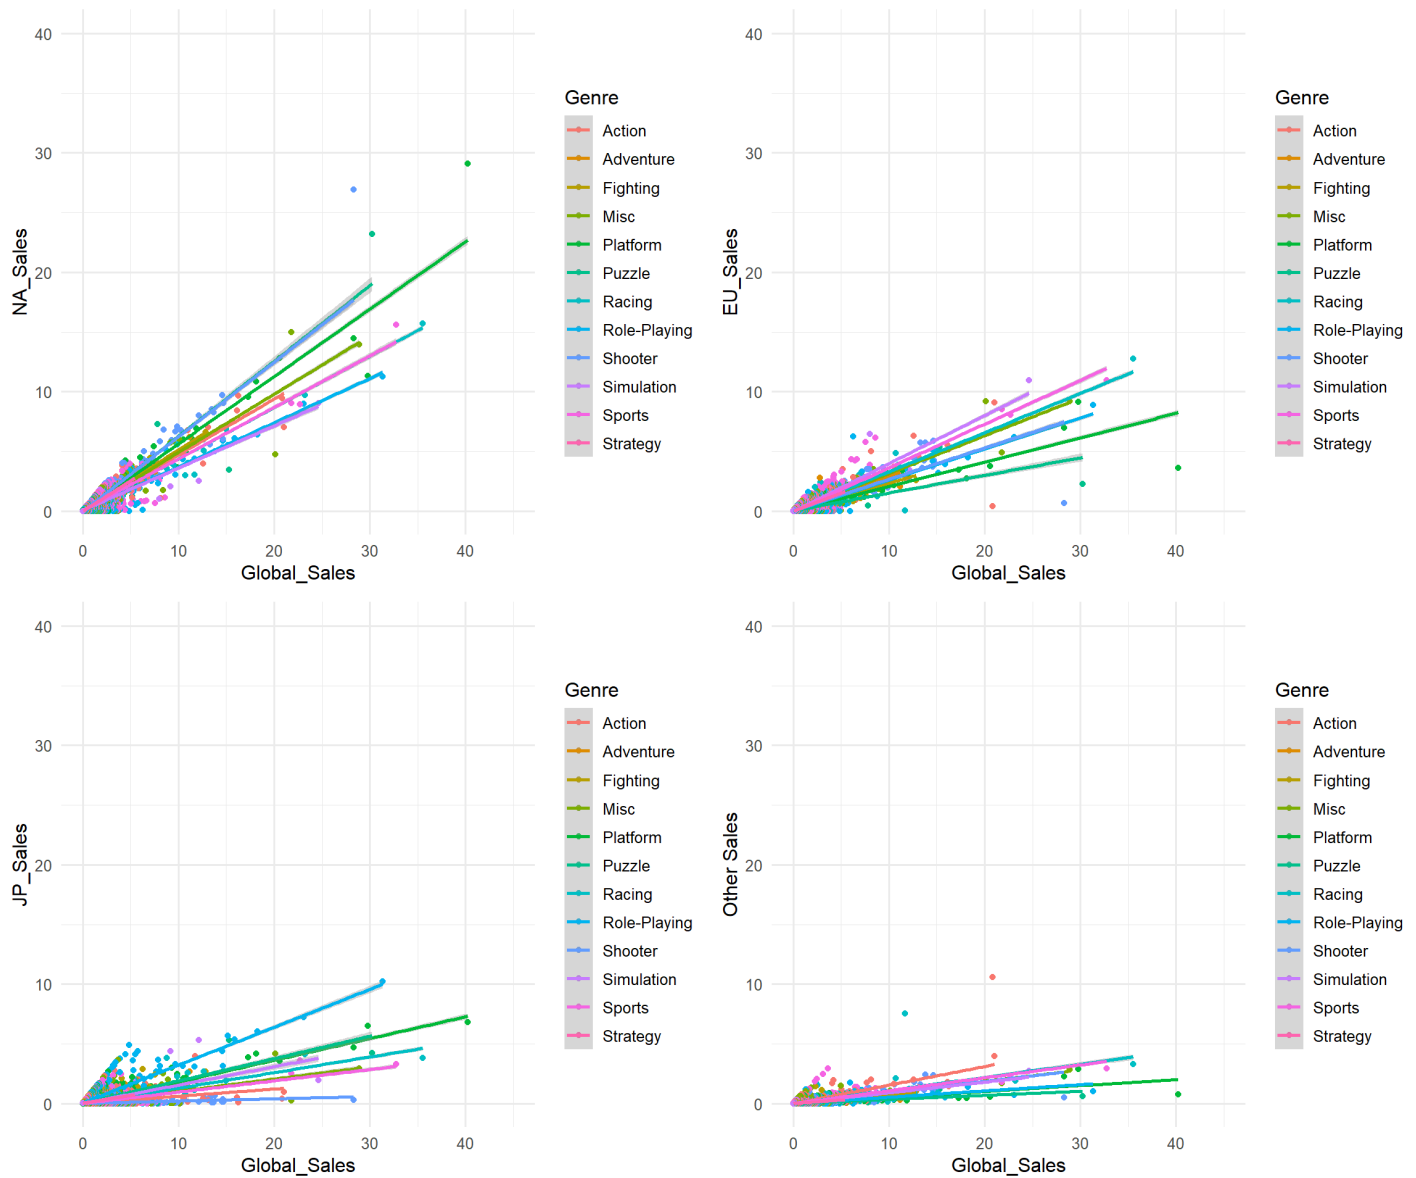 NA_Sales
40
30
20
10
0
0 10 20 30 40
Global_Sales
Genre
Action
Adventure
Fighting
Misc
Platform
Puzzle
Racing
Role-Playing
Shooter
Simulation
Sports
Strategy
EU_Sales
40
30
20
10
0
0 10 20 30 40
Global_Sales
Genre
Action
Adventure
Fighting
Misc
Platform
Puzzle
Racing
Role-Playing
Shooter
Simulation
Sports
Strategy
JP_Sales
40
30
20
10
0
0 10 20 30 40
Global_Sales
Genre
Action
Adventure
Fighting
Misc
Platform
Puzzle
Racing
Role-Playing
Shooter
Simulation
Sports
Strategy
Other Sales
40
30
20
10
0
0 10 20 30 40
Global_Sales
Genre
Action
Adventure
Fighting
Misc
Platform
Puzzle
Racing
Role-Playing
Shooter
Simulation
Sports
Strategy